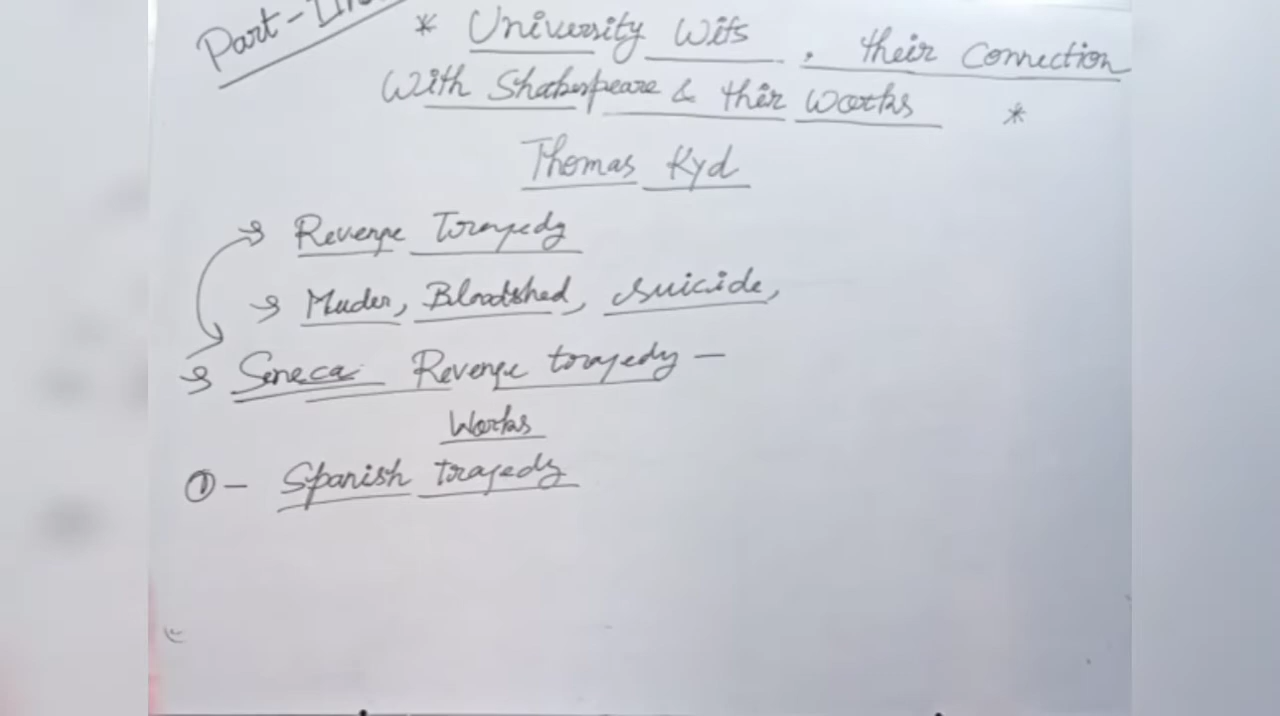 Part-
* University Wits , their Connection
With Shakespeare & their Works *
Thomas Kyd
→ Revenge Tragedy
→ Muder, Bloodshed, suicide,
→ Seneca Revenge tragedy —
Works
① - Spanish tragedy